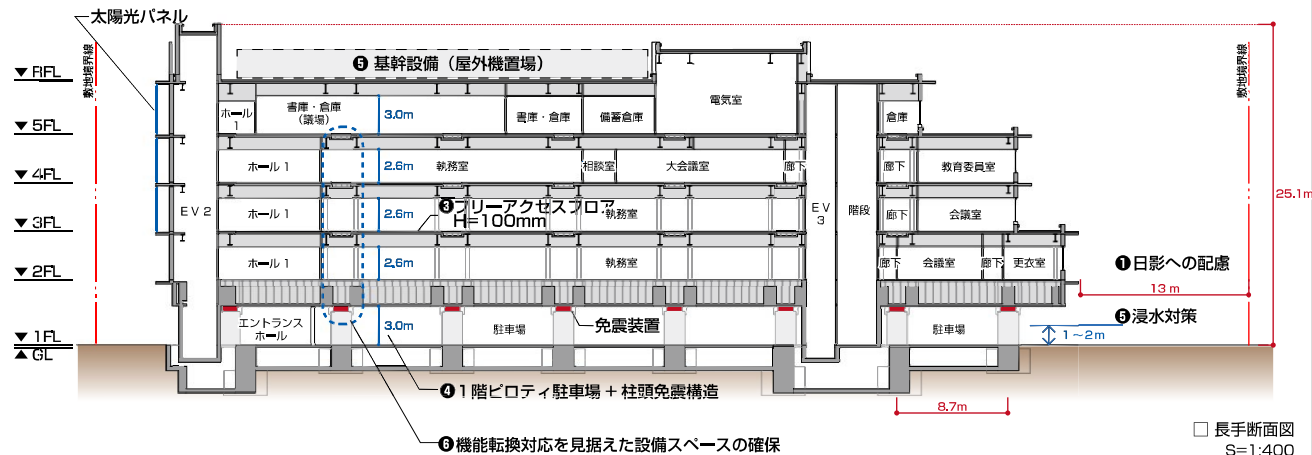 太陽光パネル
敷地境界線
敷地境界線
❺ 基幹設備（屋外機置場）
▼ RFL
電気室
ホール
1
書庫・倉庫
（議場）
3.0m
書庫・倉庫
備蓄倉庫
倉庫
▼ 5FL
ホール 1
2.6m
執務室
相談室
大会議室
廊下
廊下
教育委員室
▼ 4FL
25.1m
EV2
ホール 1
2.6m
❸フリーアクセスフロア
H=100mm
執務室
EV
3
階段
廊下
会議室
▼ 3FL
ホール 1
2.6m
執務室
廊下
会議室
廊下
更衣室
❶日影への配慮
▼ 2FL
13m
エントランス
ホール
3.0m
駐車場
免震装置
駐車場
❺浸水対策
1～2m
▼ 1FL
▲ GL
❹1階ピロティ駐車場 + 柱頭免震構造
8.7m
❻機能転換対応を見据えた設備スペースの確保
□ 長手断面図
S=1:400